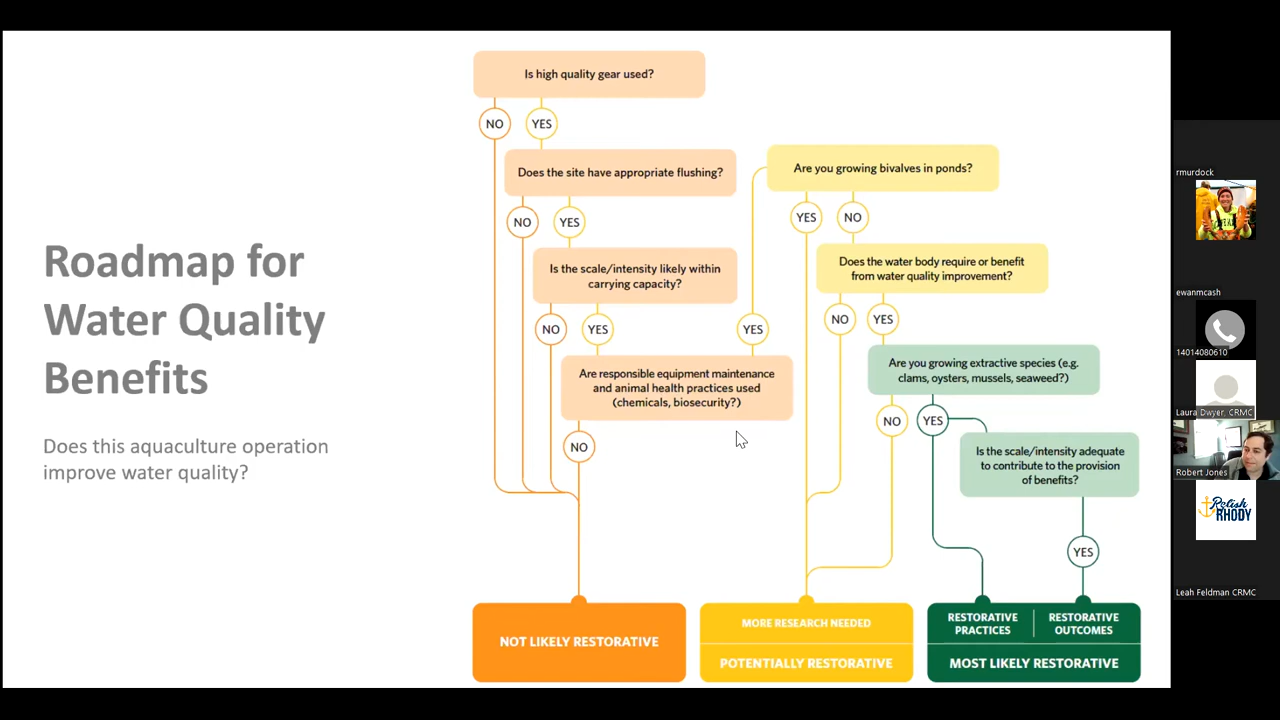 Roadmap for
Water Quality
Benefits
Does this aquaculture operation
improve water quality?
Is high quality gear used?
NO
YES
Does the site have appropriate flushing?
NO
YES
Is the scale/intensity likely within
carrying capacity?
NO
YES
Are responsible equipment maintenance
and animal health practices used
(chemicals, biosecurity?)
NO
YES
Are you growing bivalves in ponds?
YES
NO
Does the water body require or benefit
from water quality improvement?
NO
YES
Are you growing extractive species (e.g.
clams, oysters, mussels, seaweed?)
NO
YES
Is the scale/intensity adequate
to contribute to the provision
of benefits?
YES
NOT LIKELY RESTORATIVE
MORE RESEARCH NEEDED
POTENTIALLY RESTORATIVE
RESTORATIVE
PRACTICES
RESTORATIVE
OUTCOMES
MOST LIKELY RESTORATIVE
rmurdock
ewanmcash
14014080610
Laura Dwyer, CRMC
Robert Jones
Relish
RHODY
Leah Feldman CRMC